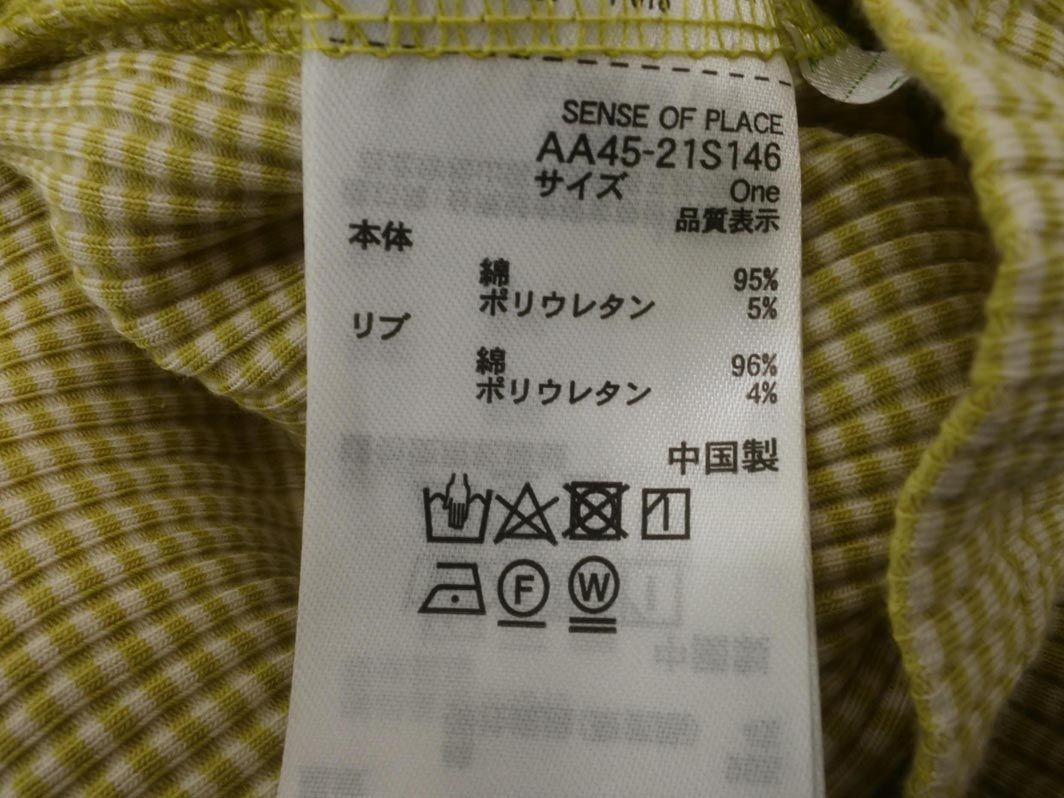 SENSE OF PLACE
AA45-21S146
サイズ One
品質表示
本体
綿 95%
ポリウレタン 5%
リブ
綿 96%
ポリウレタン 4%
中国製
F W